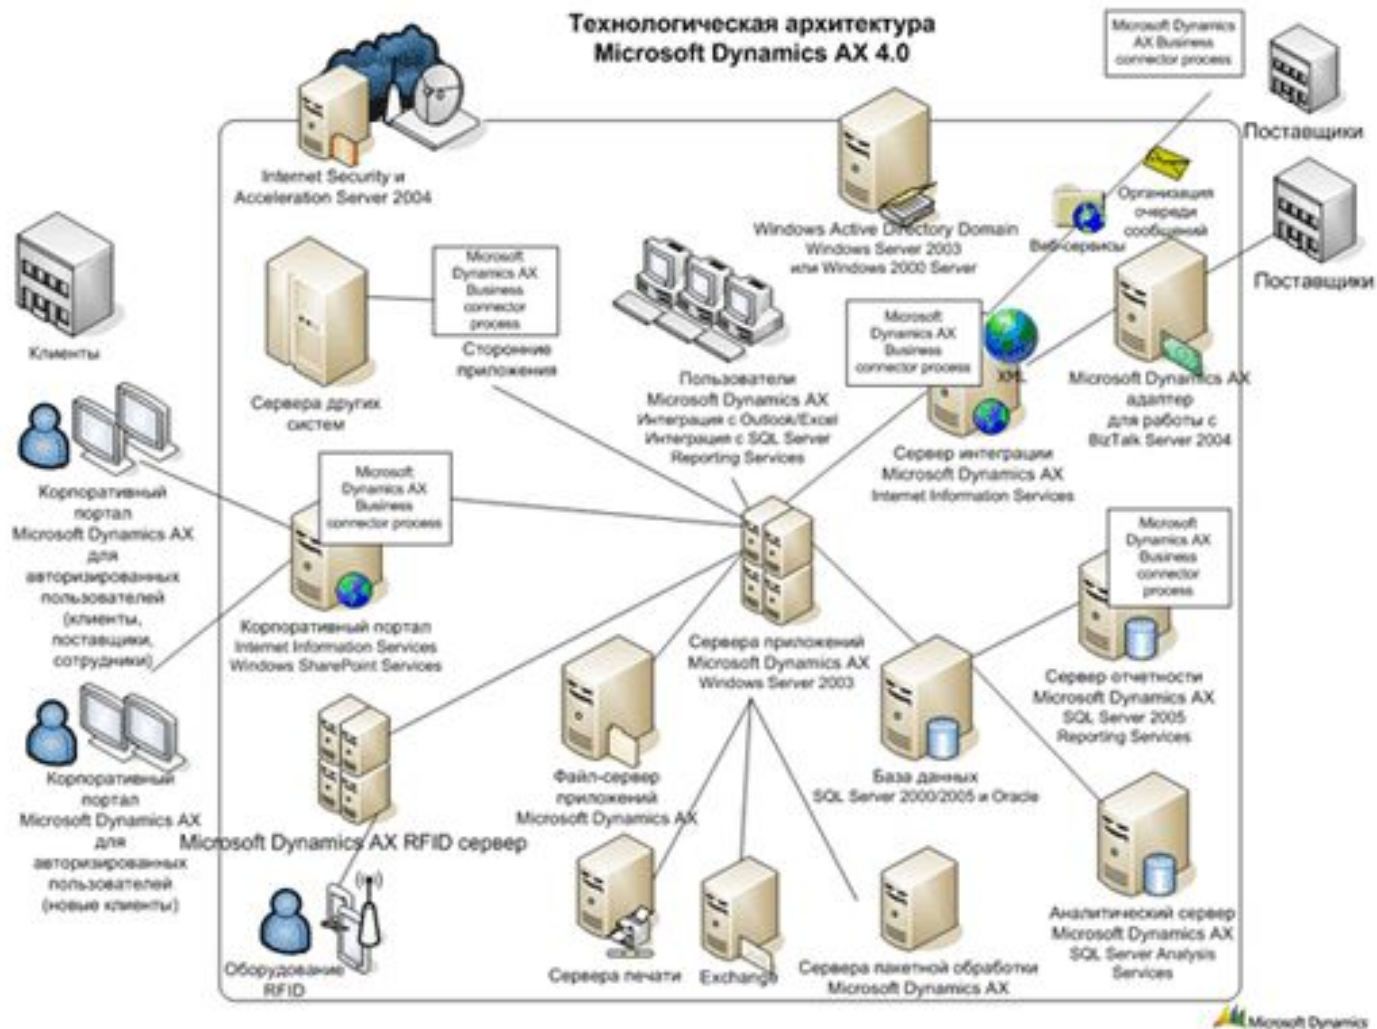 Технологическая архитектура
Microsoft Dynamics AX 4.0
Microsoft Dynamics
AX Business
connector process
Поставщики
Internet Security и
Acceleration Server 2004
Windows Active Directory Domain
Windows Server 2003
или Windows 2000 Server
Организация
очереди
сообщений
Веб-сервисы
Поставщики
Клиенты
Microsoft
Dynamics AX
Business
connector
process
Сторонние
приложения
Сервера других
систем
Пользователи
Microsoft Dynamics AX
Интеграция с Outlook/Excel
Интеграция с SQL Server
Reporting Services
Microsoft
Dynamics AX
Business
connector process
XML
Сервер интеграции
Microsoft Dynamics AX
Internet Information Services
Microsoft Dynamics AX
адаптер
для работы с
BizTalk Server 2004
Корпоративный
портал
Microsoft Dynamics AX
для
авторизированных
пользователей
(клиенты,
поставщики,
сотрудники)
Microsoft
Dynamics AX
Business
connector process
Корпоративный портал
Internet Information Services
Windows SharePoint Services
Сервера приложений
Microsoft Dynamics AX
Windows Server 2003
Microsoft
Dynamics AX
Business
connector
process
Сервер отчетности
Microsoft Dynamics AX
SQL Server 2005
Reporting Services
Корпоративный
портал
Microsoft Dynamics AX
для
авторизированных
пользователей
(новые клиенты)
Microsoft Dynamics AX RFID сервер
Файл-сервер
приложений
Microsoft Dynamics AX
База данных
SQL Server 2000/2005 и Oracle
Оборудование
RFID
Сервера печати
Exchange
Сервера пакетной обработки
Microsoft Dynamics AX
Аналитический сервер
Microsoft Dynamics AX
SQL Server Analysis
Services
Microsoft Dynamics